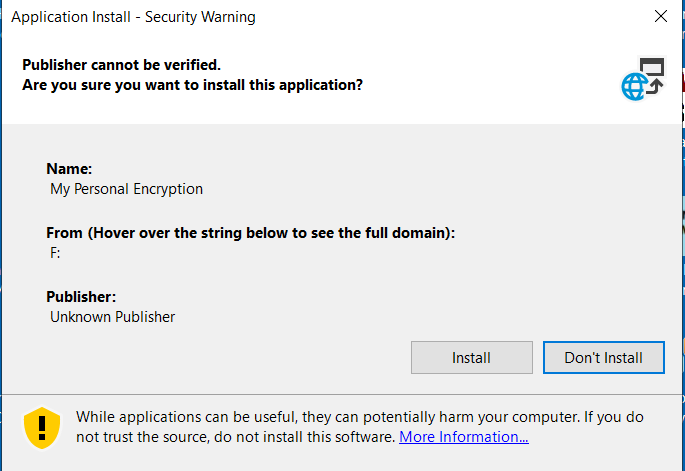 Application Install - Security Warning
Publisher cannot be verified.
Are you sure you want to install this application?
Name:
My Personal Encryption
From (Hover over the string below to see the full domain):
F:
Publisher:
Unknown Publisher
Install
Don't Install
While applications can be useful, they can potentially harm your computer. If you do
not trust the source, do not install this software. More Information...